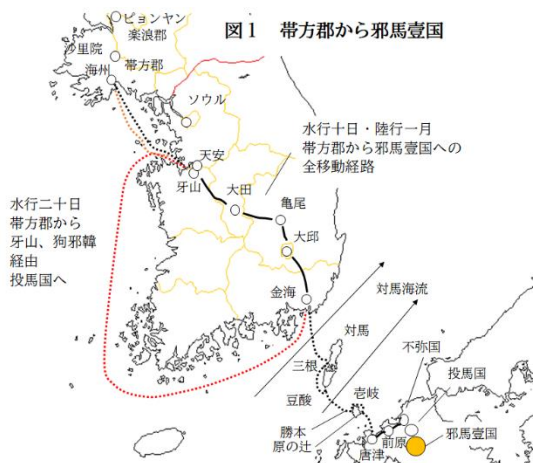 図1 帯方郡から邪馬壹国
ピョンヤン
楽浪郡
沙里院
帯方郡
海州
ソウル
水行十日・陸行一月
帯方郡から邪馬壹国への
全移動経路
天安
牙山
大田
亀尾
大邱
水行二十日
帯方郡から
牙山、狗邪韓
経由
投馬国へ
金海
対馬海流
対馬
三根
不弥国
投馬国
豆酸
壱岐
勝本
原の辻
前原
唐津
邪馬壹国